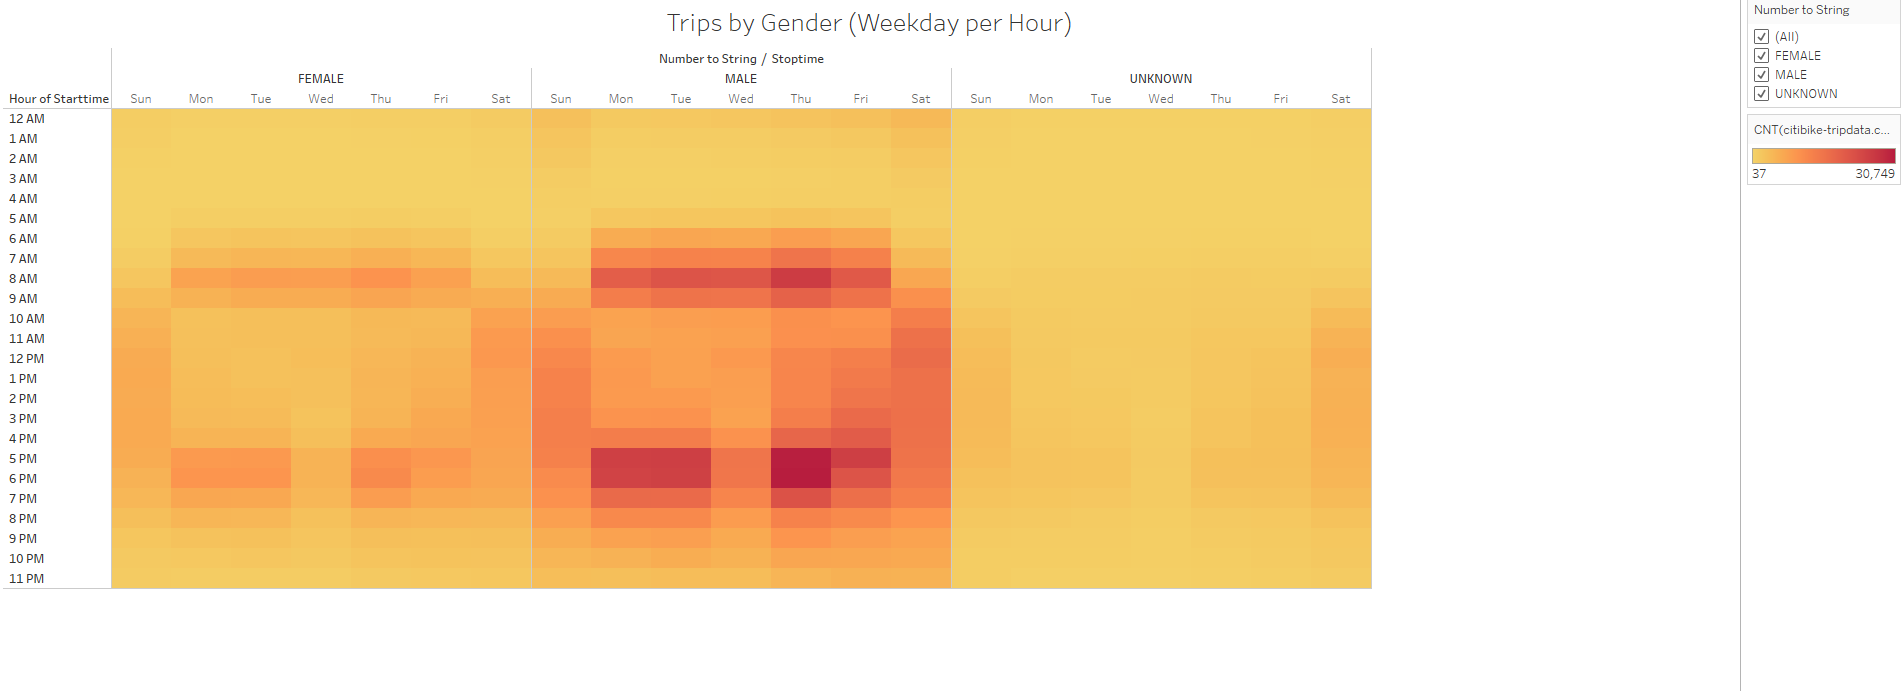 Trips by Gender (Weekday per Hour)
Number to String / Stoptime
FEMALE MALE UNKNOWN
Hour of Starttime Sun Mon Tue Wed Thu Fri Sat Sun Mon Tue Wed Thu Fri Sat Sun Mon Tue Wed Thu Fri Sat
12 AM
1 AM
2 AM
3 AM
4 AM
5 AM
6 AM
7 AM
8 AM
9 AM
10 AM
11 AM
12 PM
1 PM
2 PM
3 PM
4 PM
5 PM
6 PM
7 PM
8 PM
9 PM
10 PM
11 PM
Number to String
(All)
FEMALE
MALE
UNKNOWN
CNT(citibike-tripdata.c...
37 30,749